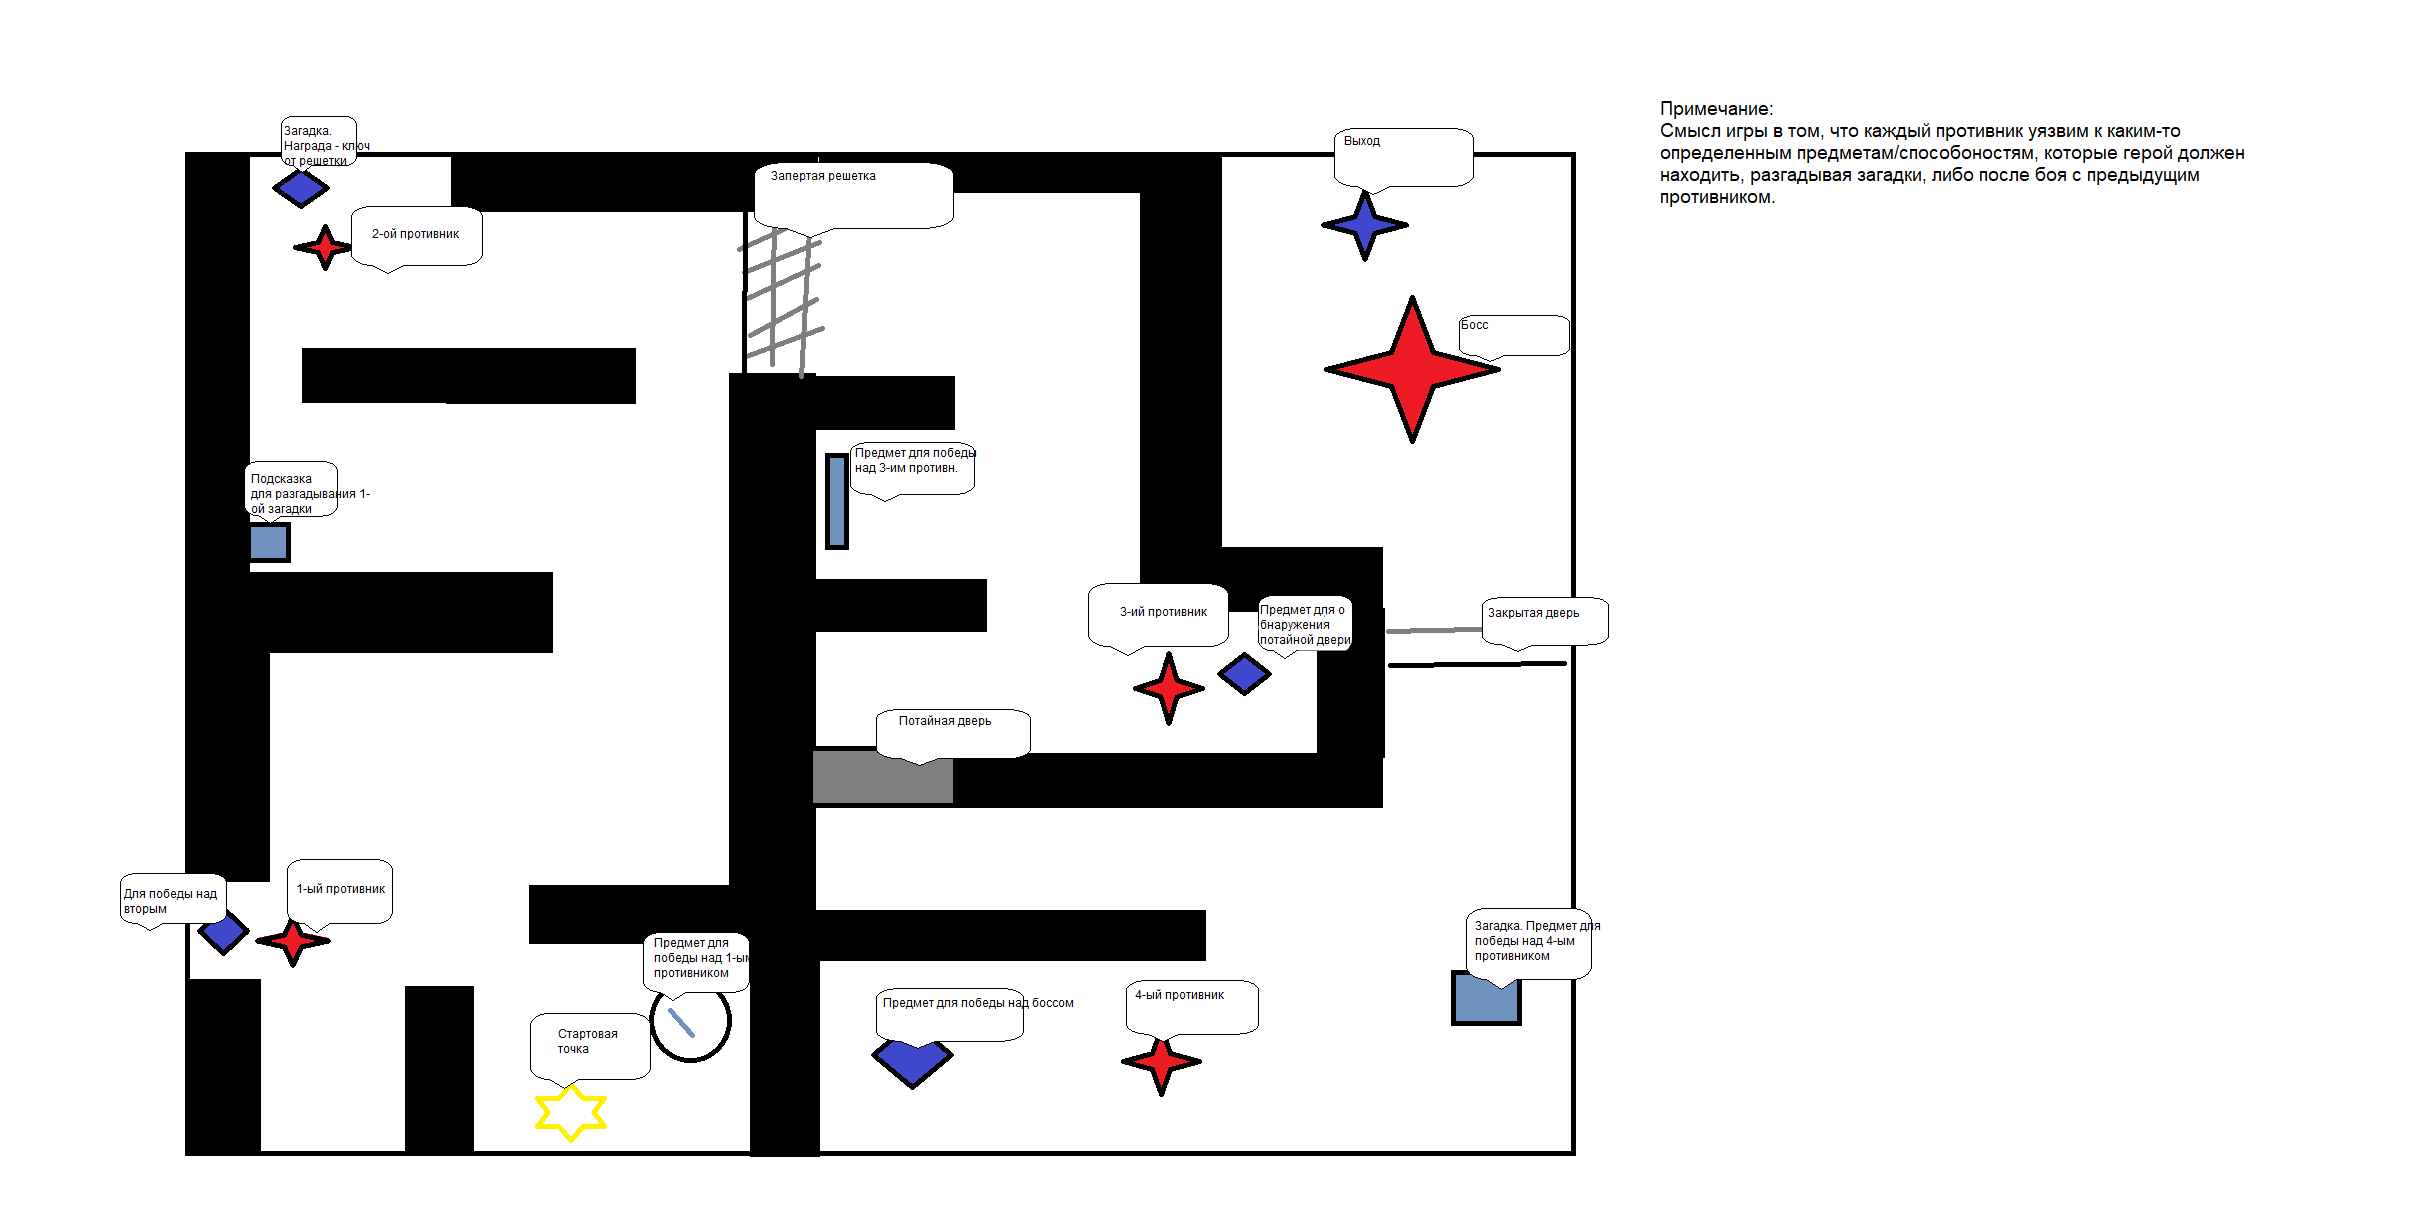 Примечание:
Смысл игры в том, что каждый противник уязвим к каким-то
определенным предметам/способоностям, которые герой должен
находить, разгадывая загадки, либо после боя с предыдущим
противником.
Загадка.
Награда - ключ
от решетки
Выход
Запертая решетка
2-ой противник
Босс
Предмет для победы
над 3-им противн.
Подсказка
для разгадывания 1-
ой загадки
3-ий противник
Предмет для о
бнаружения
потайной двери
Закрытая дверь
Потайная дверь
1-ый противник
Для победы над
вторым
Загадка. Предмет для
победы над 4-ым
противником
Предмет для
победы над 1-ым
противником
Предмет для победы над боссом
4-ый противник
Стартовая
точка